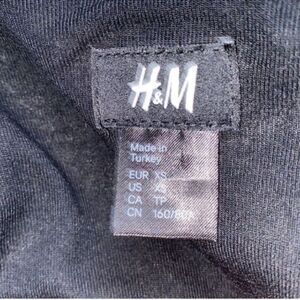 H&M
Made in
Turkey
EUR XS
US XS
CA TP
CN 160/80A